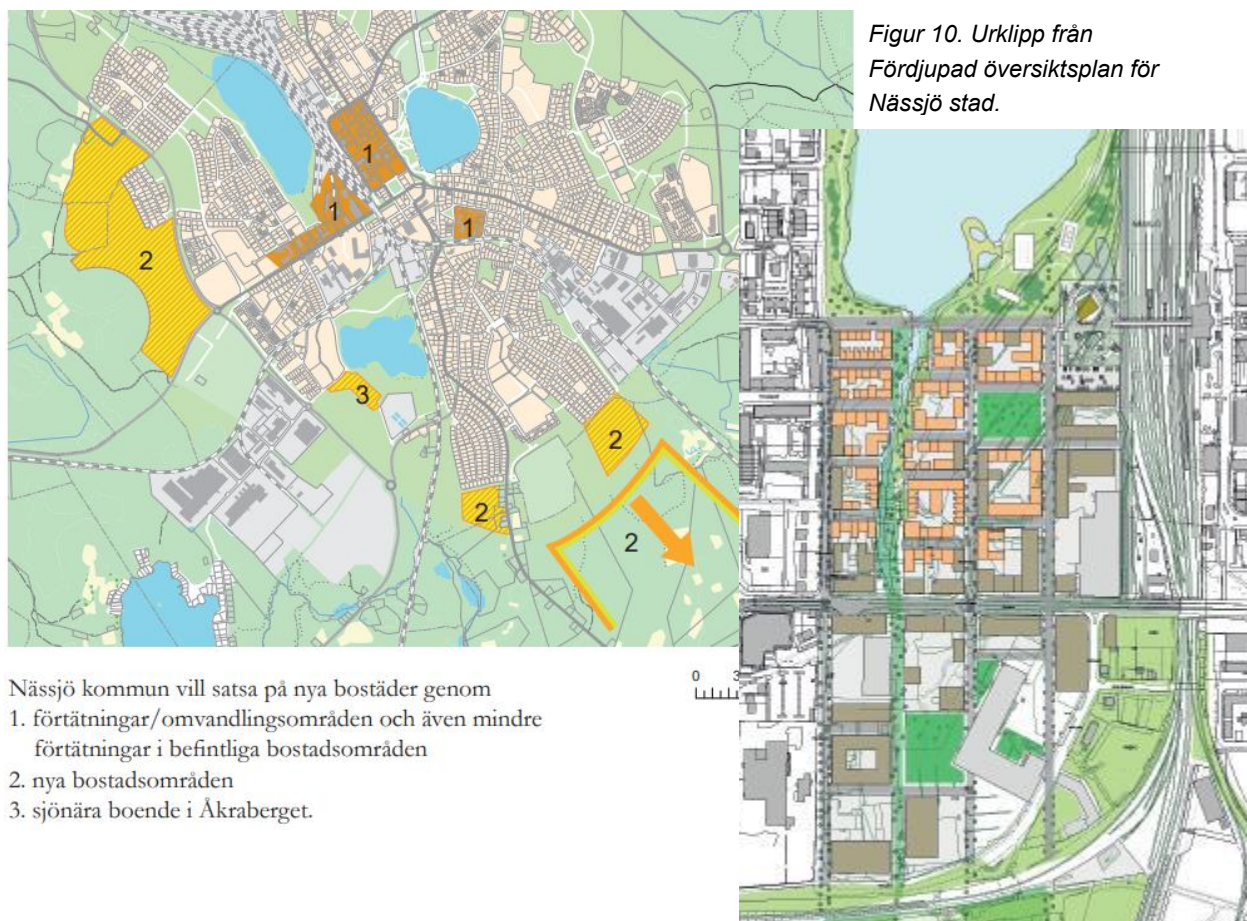 Figur 10. Urklipp från
Fördjupad översiktsplan för
Nässjö stad.
1
1
1
2
3
2
2
2
0 3
Nässjö kommun vill satsa på nya bostäder genom
1. förtätningar/omvandlingsområden och även mindre
förtätningar i befintliga bostadsområden
2. nya bostadsområden
3. sjönära boende i Åkraberget.